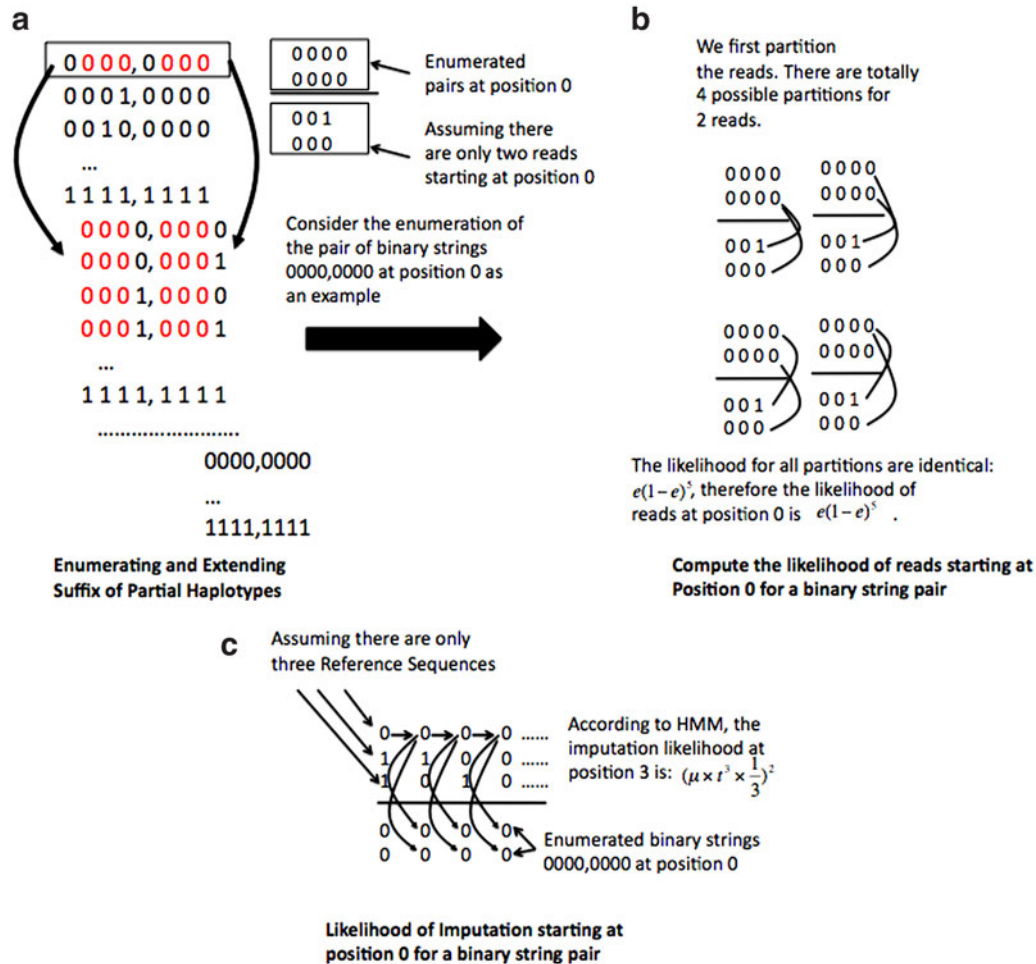 a
0000,0000
0001,0000
0010,0000
...
1111,1111
0000,0000
0000,0001
0001,0000
0001,0001
...
1111,1111
..........................
0000,0000
...
1111,1111
Enumerating and Extending
Suffix of Partial Haplotypes
0000
0000
001
000
Enumerated
pairs at position 0
Assuming there
are only two reads
starting at position 0
Consider the enumeration of
the pair of binary strings
0000,0000 at position 0 as
an example
b
We first partition
the reads. There are totally
4 possible partitions for
2 reads.
0000
0000
001
000
0000
0000
001
000
0000
0000
001
000
0000
0000
001
000
The likelihood for all partitions are identical:
e(1−e)⁵, therefore the likelihood of
reads at position 0 is e(1−e)⁵ .
Compute the likelihood of reads starting at
Position 0 for a binary string pair
c
Assuming there are only
three Reference Sequences
0 0 0 0 ......
1 1 0 0 ......
1 0 1 0 ......
0 0 0 0
0 0 0 0
According to HMM, the
imputation likelihood at
position 3 is: (μ × t³ × 1/3)²
Enumerated binary strings
0000,0000 at position 0
Likelihood of Imputation starting at
position 0 for a binary string pair